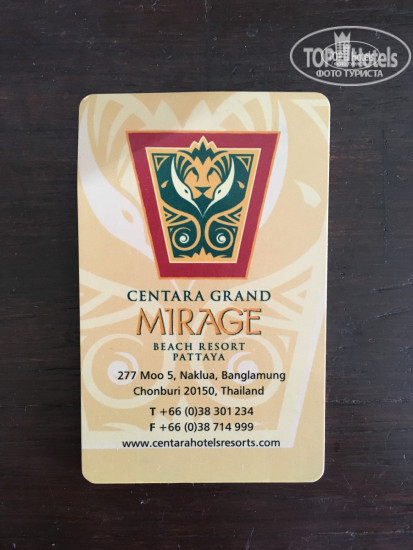 TOPHotels
ФОТО ТУРИСТА
CENTARA GRAND
MIRAGE
BEACH RESORT
PATTAYA
277 Moo 5, Naklua, Banglamung
Chonburi 20150, Thailand
T +66 (0)38 301 234
F +66 (0)38 714 999
www.centarahotelsresorts.com